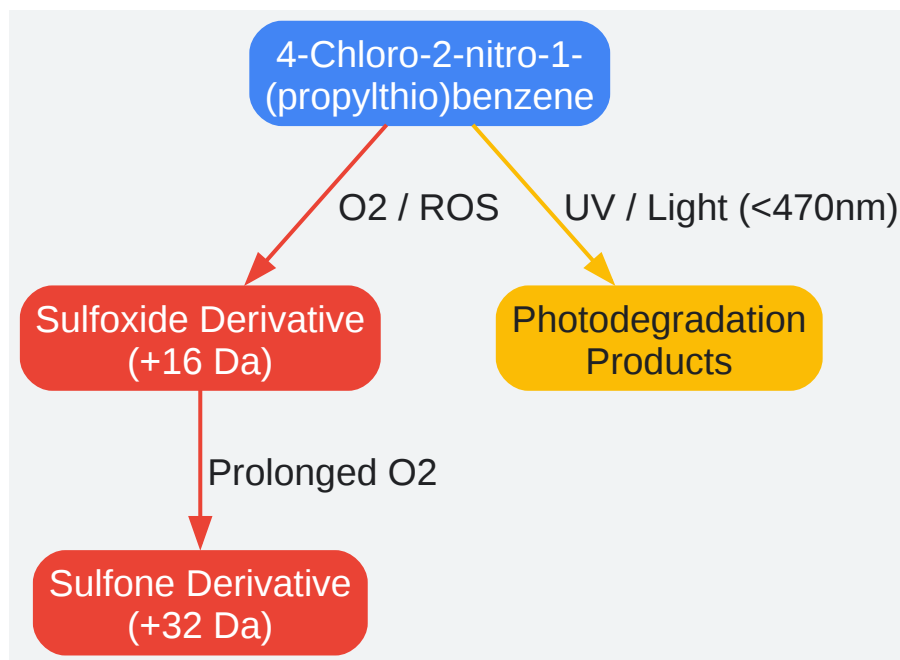 4-Chloro-2-nitro-1-
(propylthio)benzene
O2 / ROS
UV / Light (<470nm)
Sulfoxide Derivative
(+16 Da)
Photodegradation
Products
Prolonged O2
Sulfone Derivative
(+32 Da)